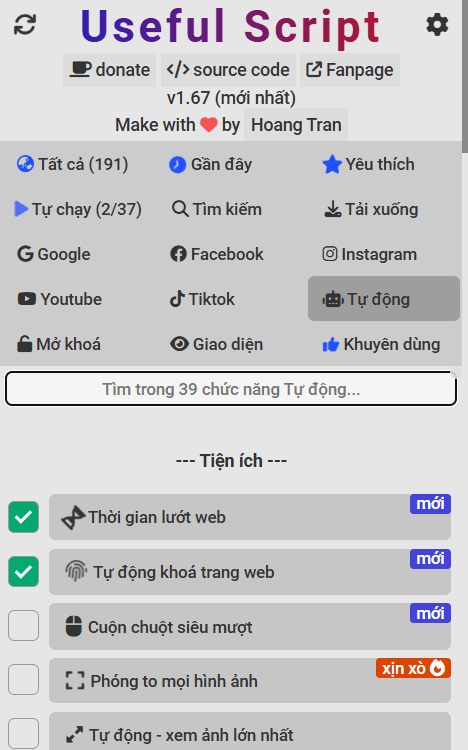 Useful Script
donate source code Fanpage
v1.67 (mới nhất)
Make with by Hoang Tran
Tất cả (191) Gần đây Yêu thích
Tự chạy (2/37) Tìm kiếm Tải xuống
Google Facebook Instagram
Youtube Tiktok Tự động
Mở khoá Giao diện Khuyên dùng
Tìm trong 39 chức năng Tự động...
--- Tiện ích ---
mới
Thời gian lướt web
mới
Tự động khoá trang web
mới
Cuộn chuột siêu mượt
xịn xò
Phóng to mọi hình ảnh
Tự động - xem ảnh lớn nhất